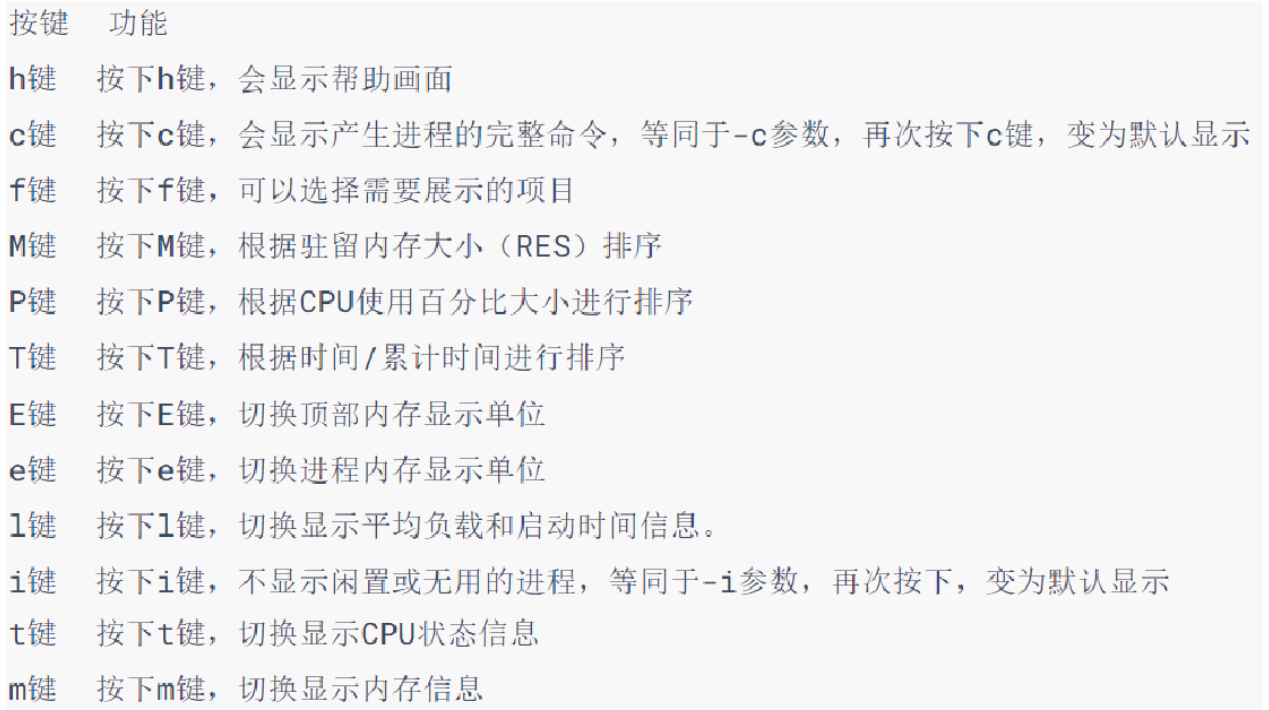 按键 功能
h键 按下h键，会显示帮助画面
c键 按下c键，会显示产生进程的完整命令，等同于-c参数，再次按下c键，变为默认显示
f键 按下f键，可以选择需要展示的项目
M键 按下M键，根据驻留内存大小（RES）排序
P键 按下P键，根据CPU使用百分比大小进行排序
T键 按下T键，根据时间/累计时间进行排序
E键 按下E键，切换顶部内存显示单位
e键 按下e键，切换进程内存显示单位
l键 按下l键，切换显示平均负载和启动时间信息。
i键 按下i键，不显示闲置或无用的进程，等同于-i参数，再次按下，变为默认显示
t键 按下t键，切换显示CPU状态信息
m键 按下m键，切换显示内存信息